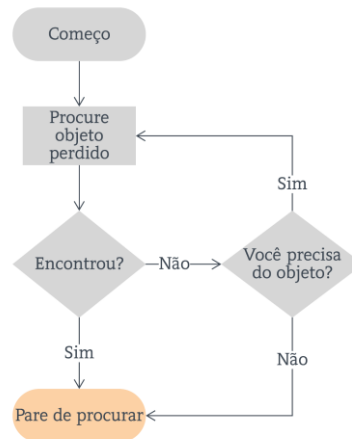 Começo
Procure
objeto
perdido
Sim
Encontrou?
Não
Você precisa
do objeto?
Sim
Não
Pare de procurar